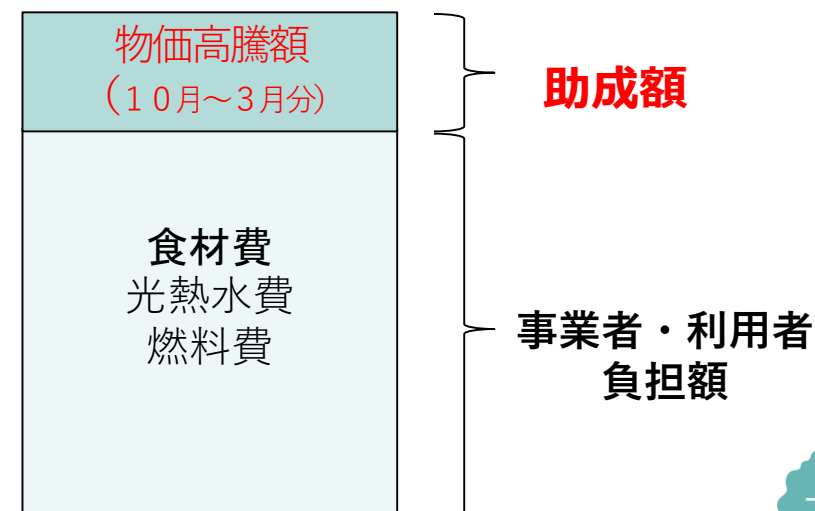 物価高騰額
（１０月～３月分）
助成額
食材費
光熱水費
燃料費
事業者・利用者
負担額